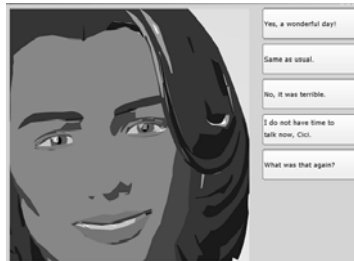 Yes, a wonderful day!
Same as usual.
No, it was terrible.
I do not have time to
talk now, Cici.
What was that again?